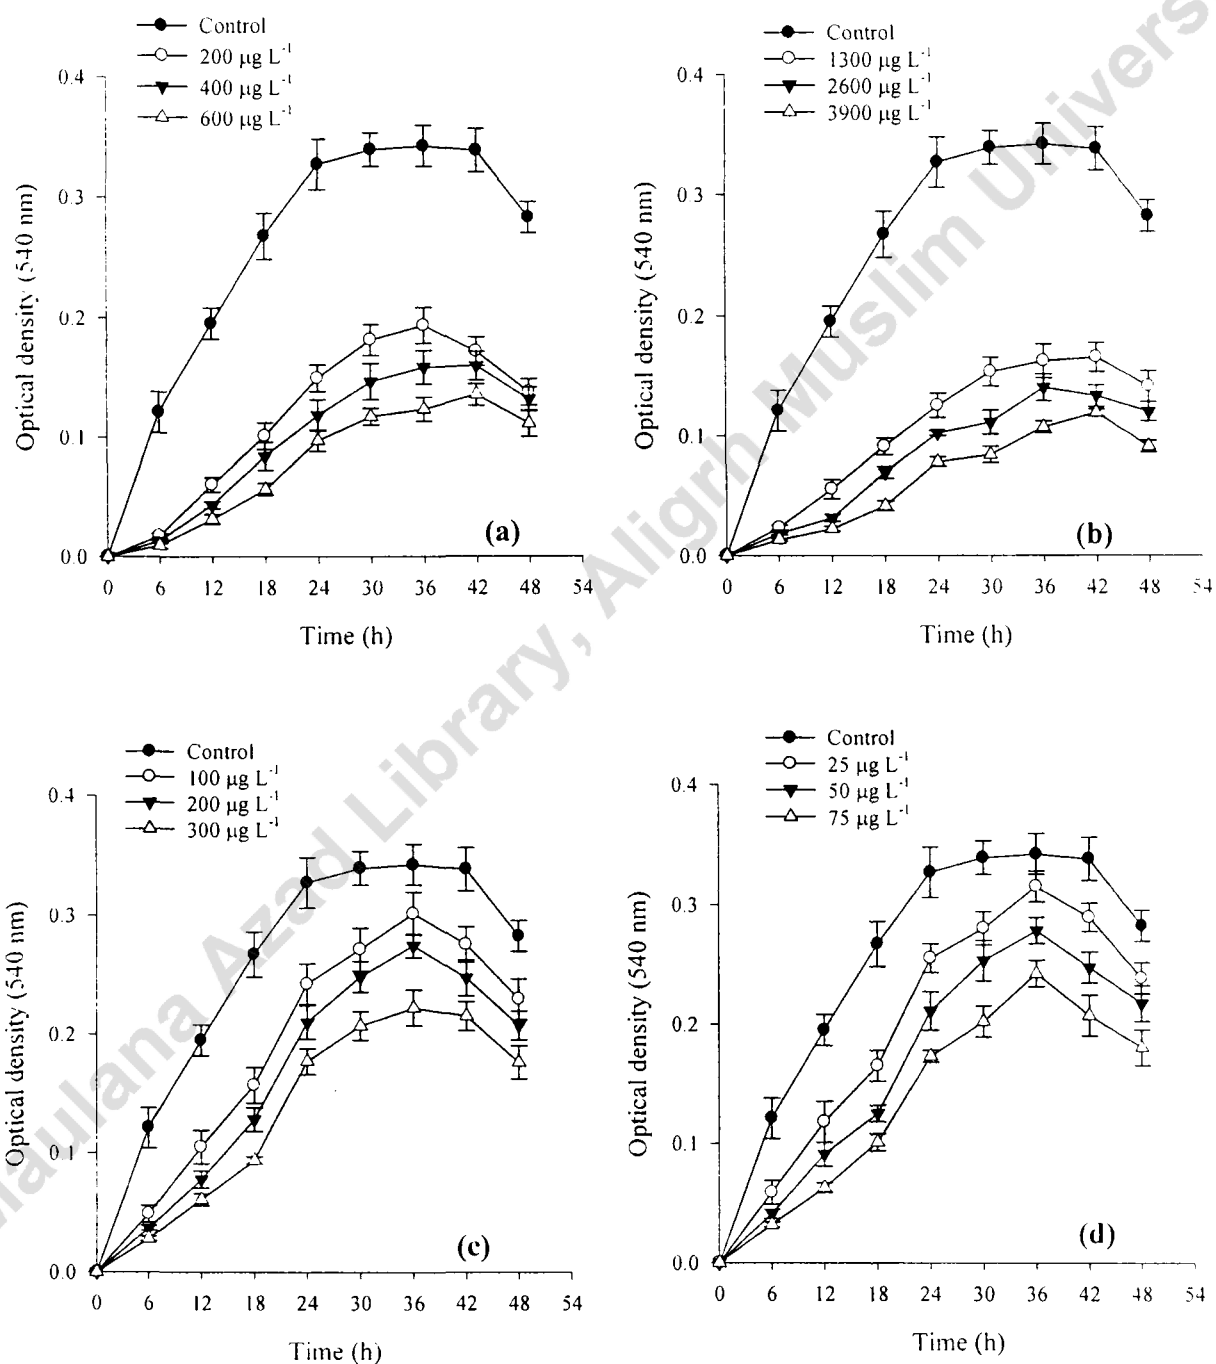 Control
200 µg L-1
400 µg L-1
600 µg L-1
Optical density (540 nm)
0.4
0.3
0.2
0.1
0.0
0 6 12 18 24 30 36 42 48 54
Time (h)
(a)
Control
1300 µg L-1
2600 µg L-1
3900 µg L-1
Optical density (540 nm)
0.4
0.3
0.2
0.1
0.0
0 6 12 18 24 30 36 42 48 54
Time (h)
(b)
Control
100 µg L-1
200 µg L-1
300 µg L-1
Optical density (540 nm)
0.4
0.3
0.2
0.1
0.0
0 6 12 18 24 30 36 42 48 54
Time (h)
(c)
Control
25 µg L-1
50 µg L-1
75 µg L-1
Optical density (540 nm)
0.4
0.3
0.2
0.1
0.0
0 6 12 18 24 30 36 42 48 54
Time (h)
(d)
Maulana Azad Library, Aligrh Muslim Univers